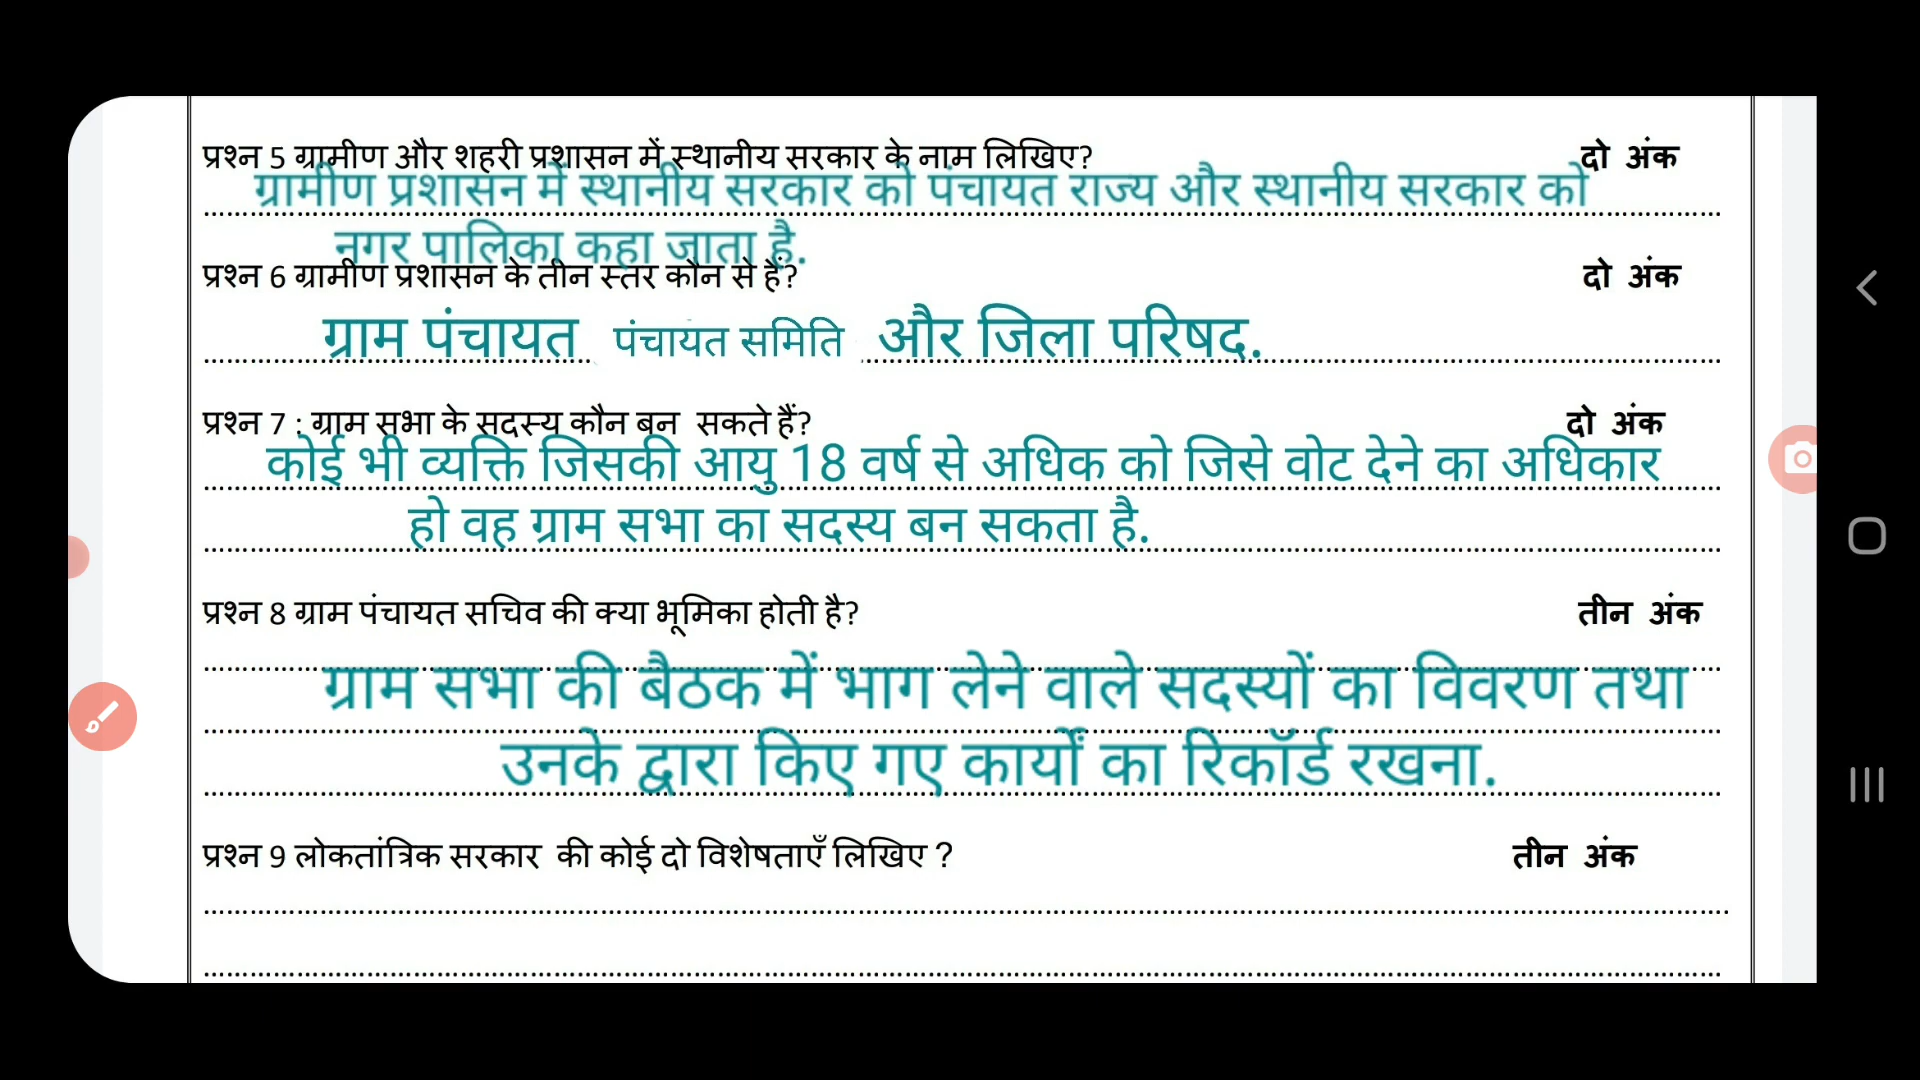 प्रश्न 5 ग्रामीण और शहरी प्रशासन में स्थानीय सरकार के नाम लिखिए? दो अंक
ग्रामीण प्रशासन में स्थानीय सरकार को पंचायत राज्य और स्थानीय सरकार को
नगर पालिका कहा जाता है.
प्रश्न 6 ग्रामीण प्रशासन के तीन स्तर कौन से हैं? दो अंक
ग्राम पंचायत पंचायत समिति और जिला परिषद.
प्रश्न 7 : ग्राम सभा के सदस्य कौन बन सकते हैं? दो अंक
कोई भी व्यक्ति जिसकी आयु 18 वर्ष से अधिक को जिसे वोट देने का अधिकार
हो वह ग्राम सभा का सदस्य बन सकता है.
प्रश्न 8 ग्राम पंचायत सचिव की क्या भूमिका होती है? तीन अंक
ग्राम सभा की बैठक में भाग लेने वाले सदस्यों का विवरण तथा
उनके द्वारा किए गए कार्यों का रिकॉर्ड रखना.
प्रश्न 9 लोकतांत्रिक सरकार की कोई दो विशेषताएँ लिखिए ? तीन अंक